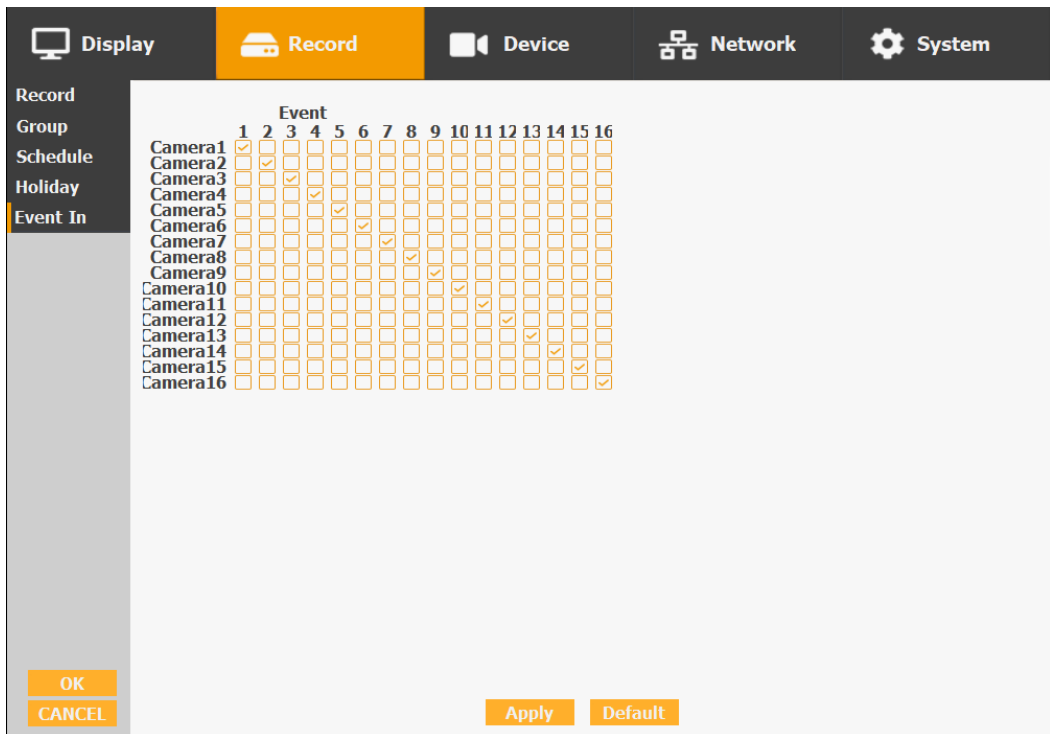 Display Record Device Network System
Record
Group
Schedule
Holiday
Event In
Event
1 2 3 4 5 6 7 8 9 10 11 12 13 14 15 16
Camera1
Camera2
Camera3
Camera4
Camera5
Camera6
Camera7
Camera8
Camera9
Camera10
Camera11
Camera12
Camera13
Camera14
Camera15
Camera16
OK
CANCEL
Apply Default